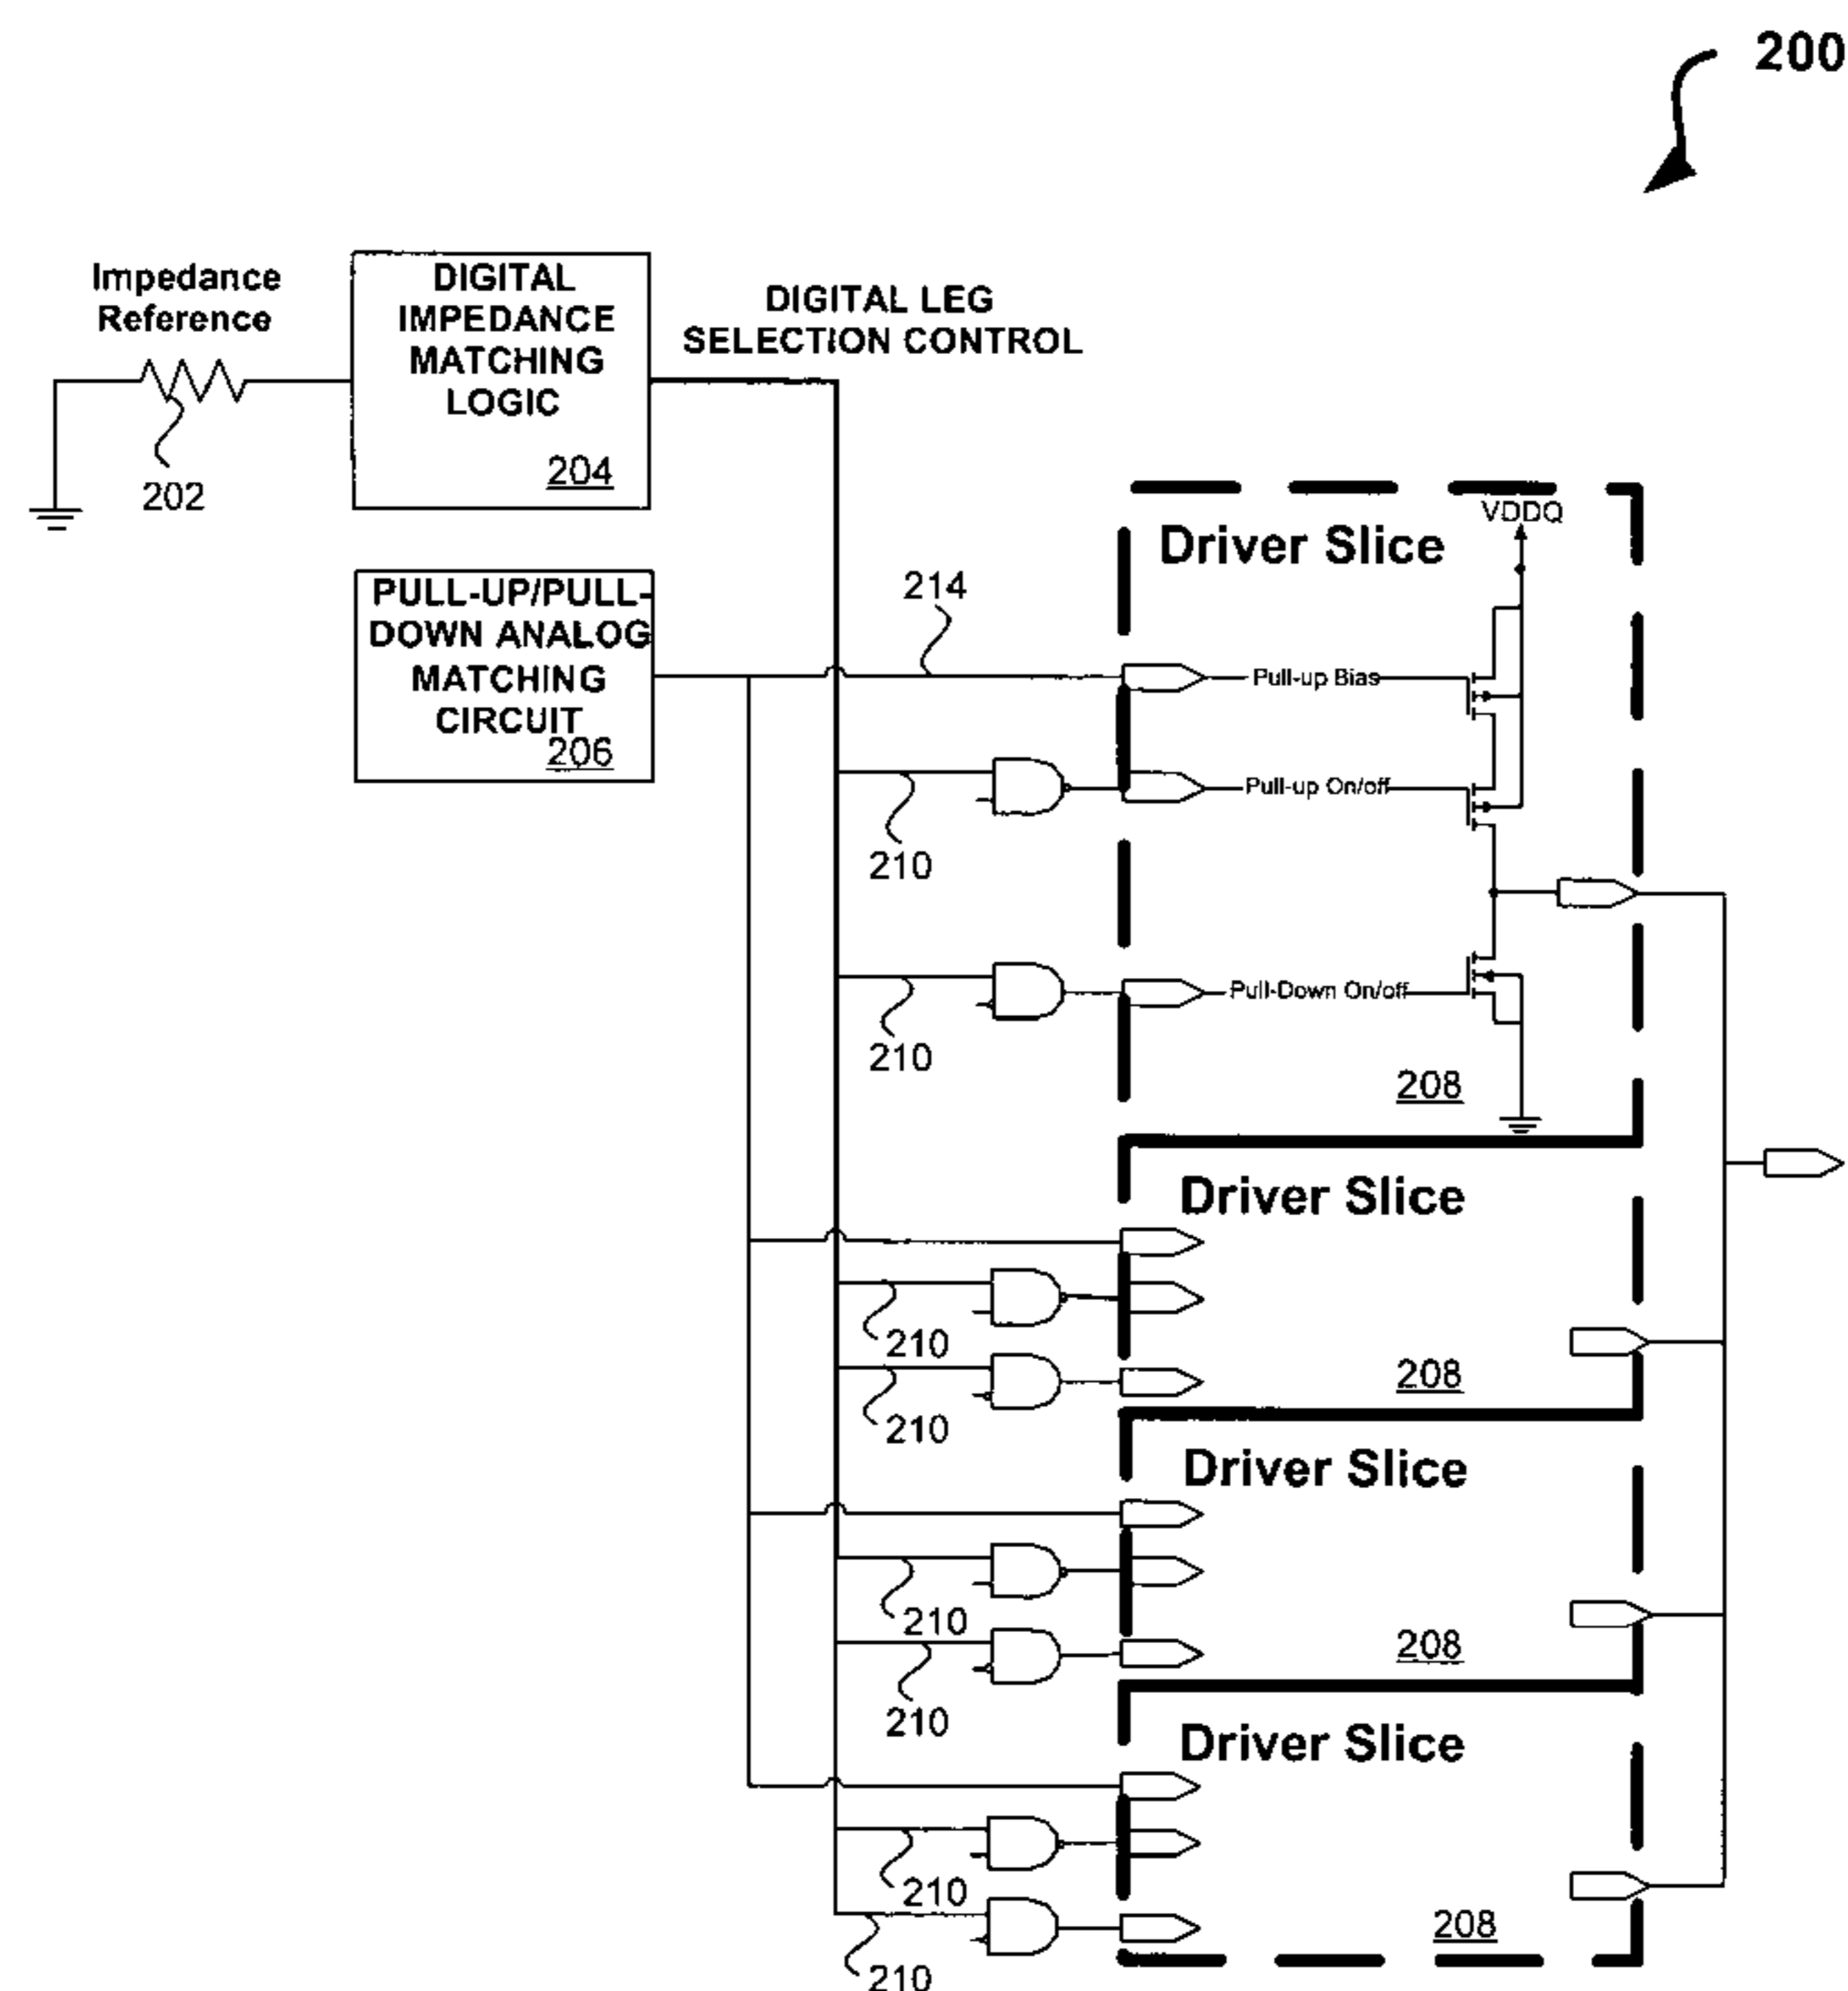 200
Impedance
Reference
202
DIGITAL
IMPEDANCE
MATCHING
LOGIC
204
DIGITAL LEG
SELECTION CONTROL
PULL-UP/PULL-
DOWN ANALOG
MATCHING
CIRCUIT
206
214
Driver Slice
VDDQ
Pull-up Bias
Pull-up On/off
210
Pull-Down On/off
210
208
Driver Slice
210
210
208
Driver Slice
210
210
208
Driver Slice
210
210
208